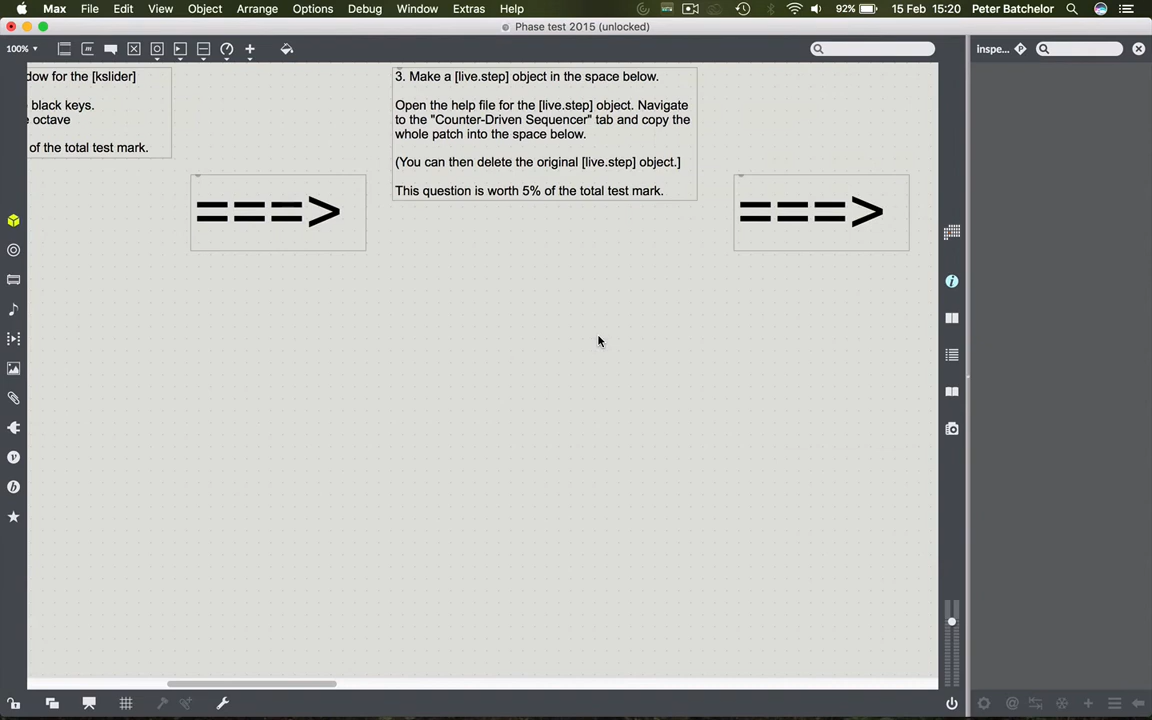 Max File Edit View Object Arrange Options Debug Window Extras Help 92% 15 Feb 15:20 Peter Batchelor
Phase test 2015 (unlocked)
100%
inspe...
dow for the [kslider]
black keys.
octave
of the total test mark.
===>
3. Make a [live.step] object in the space below.
Open the help file for the [live.step] object. Navigate
to the "Counter-Driven Sequencer" tab and copy the
whole patch into the space below.
(You can then delete the original [live.step] object.]
This question is worth 5% of the total test mark.
===>